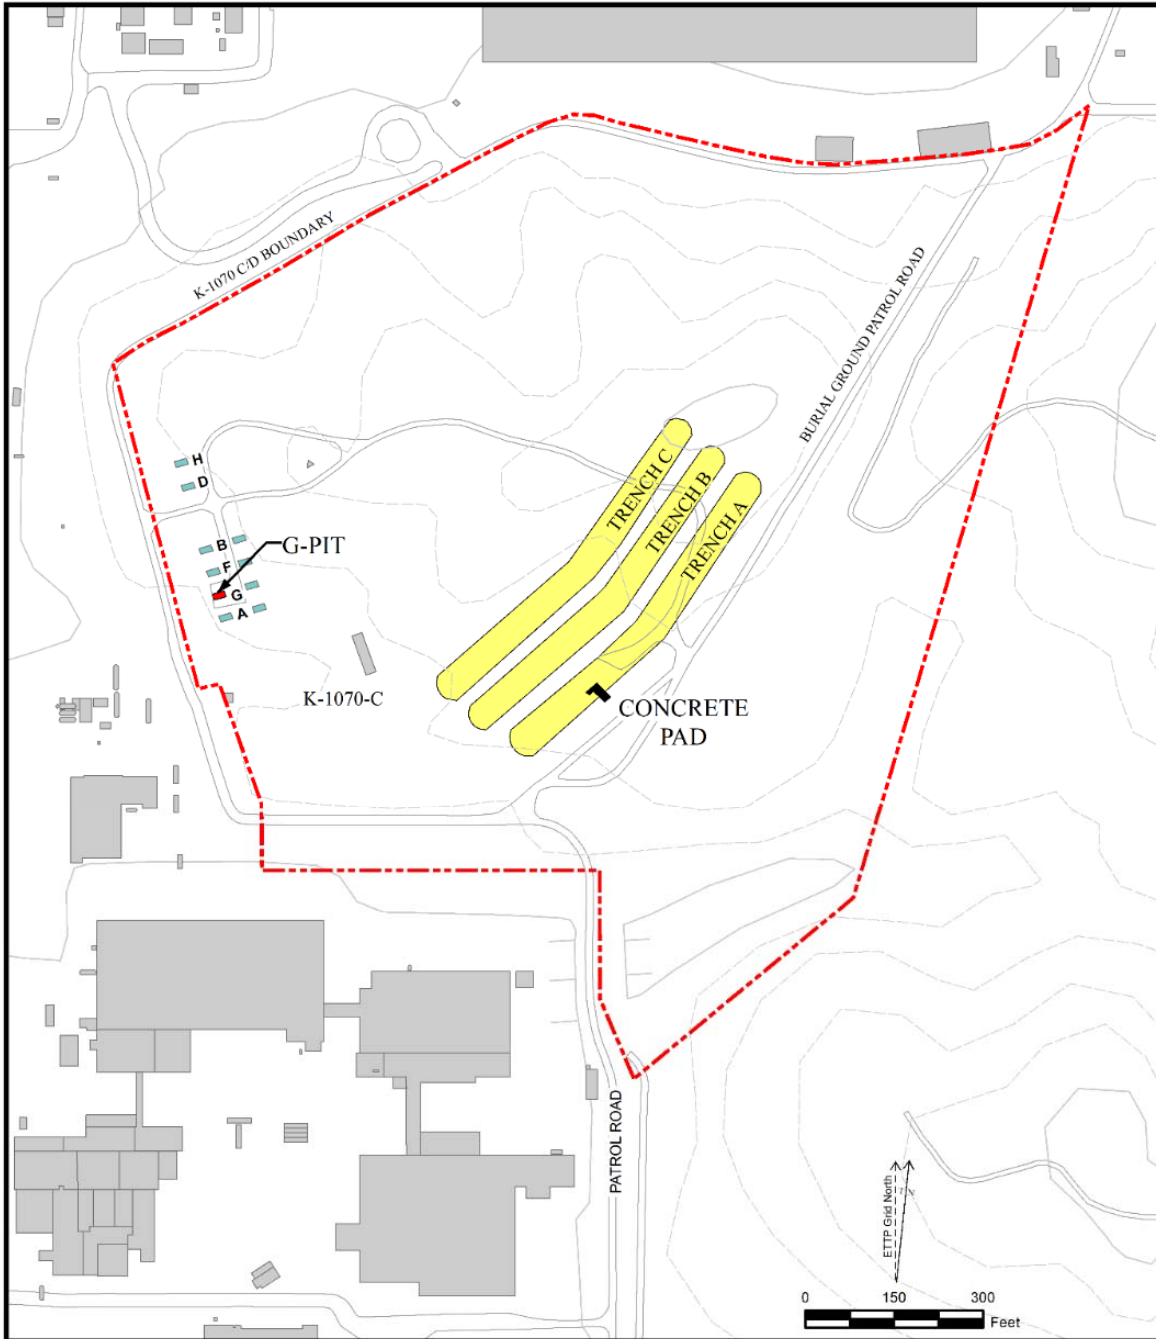 K-1070 C/D BOUNDARY
BURIAL GROUND PATROL ROAD
TRENCH C
TRENCH B
TRENCH A
H
D
B
F
G-PIT
G
A
K-1070-C
CONCRETE
PAD
PATROL ROAD
ETTP Grid North
0 150 300
Feet